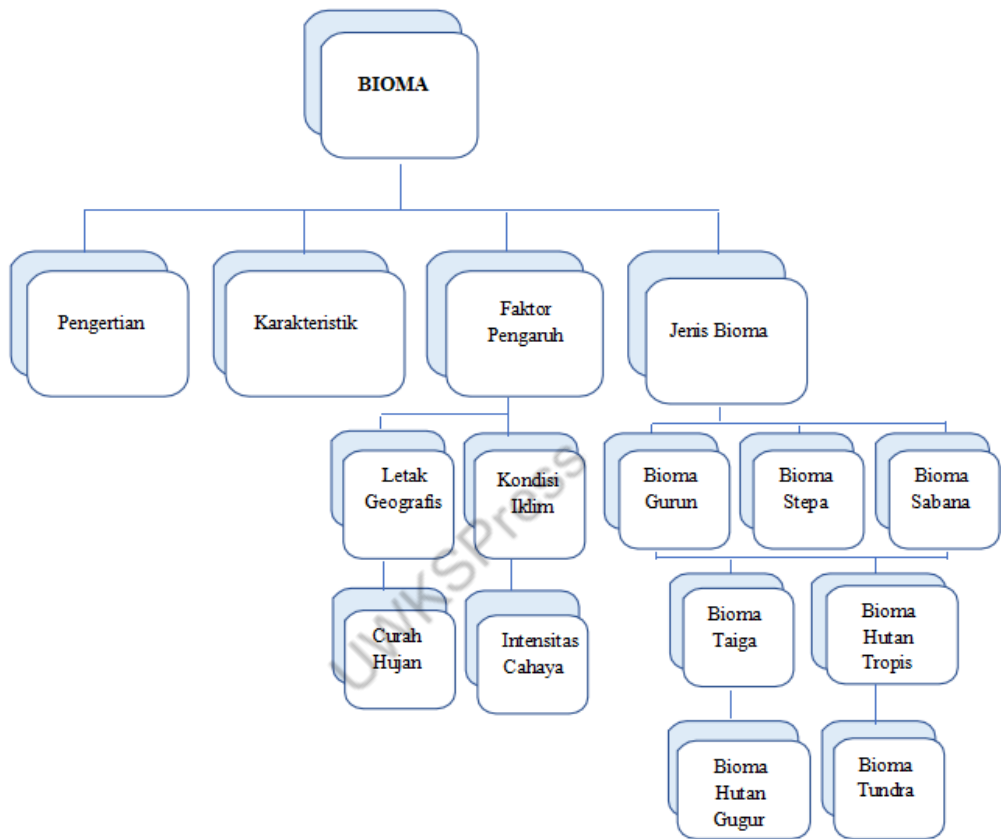 BIOMA
Pengertian
Karakteristik
Faktor
Pengaruh
Jenis Bioma
Letak
Geografis
Kondisi
Iklim
Bioma
Gurun
Bioma
Stepa
Bioma
Sabana
Curah
Hujan
Intensitas
Cahaya
Bioma
Taiga
Bioma
Hutan
Tropis
Bioma
Hutan
Gugur
Bioma
Tundra
UWKSPress